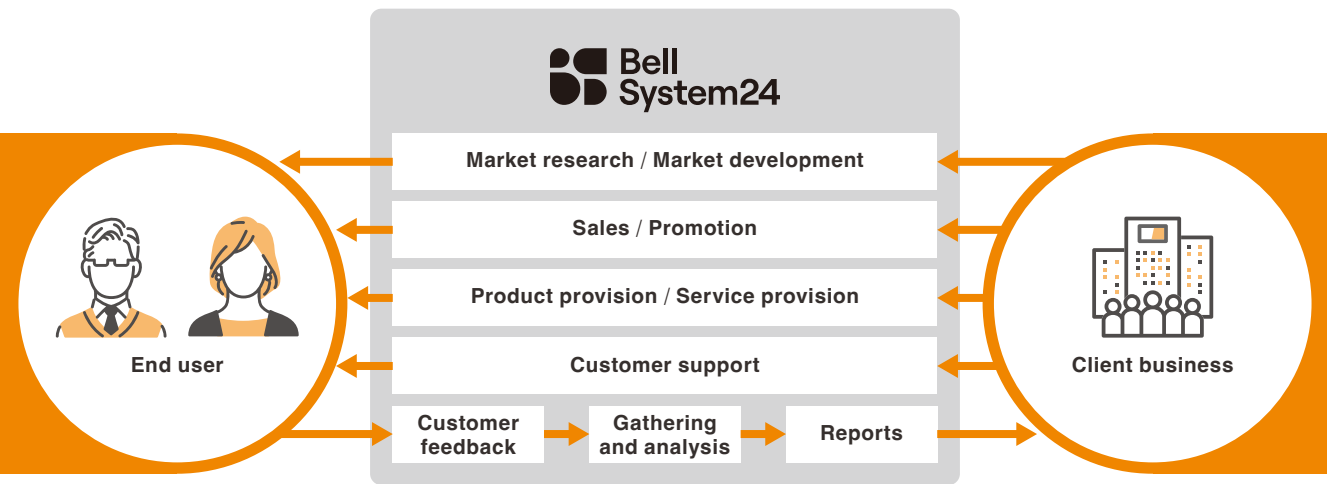 Bell
System24
Market research / Market development
Sales / Promotion
Product provision / Service provision
Customer support
End user
Client business
Customer
feedback
Gathering
and analysis
Reports